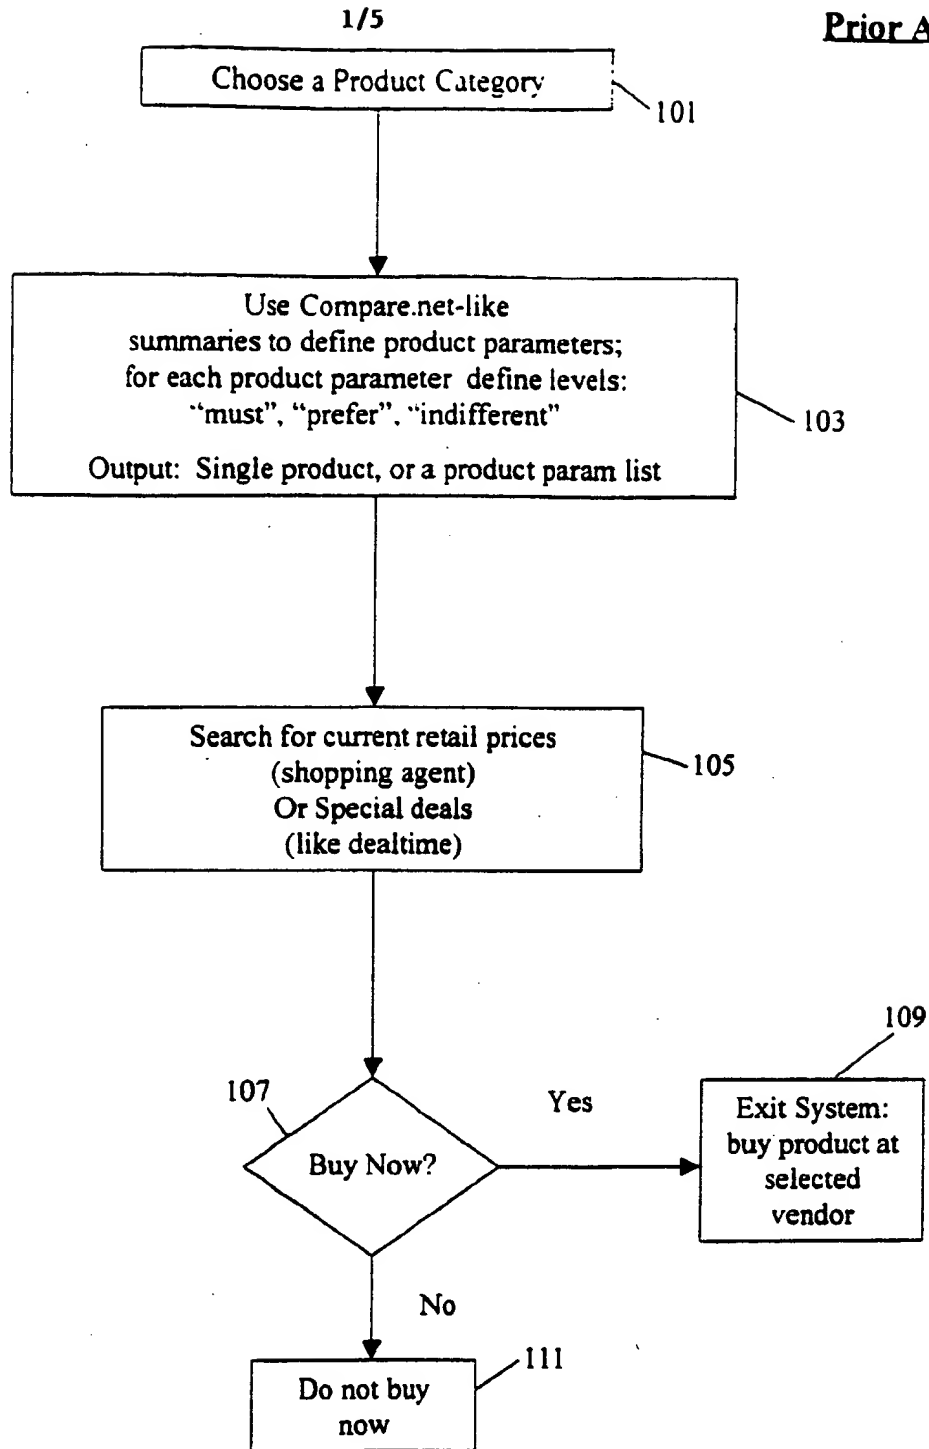 1/5
Prior A
Choose a Product Category
101
Use Compare.net-like
summaries to define product parameters;
for each product parameter define levels:
“must”, “prefer”, “indifferent”
Output: Single product, or a product param list
103
Search for current retail prices
(shopping agent)
Or Special deals
(like dealtime)
105
107
Buy Now?
Yes
109
Exit System:
buy product at
selected
vendor
No
111
Do not buy
now